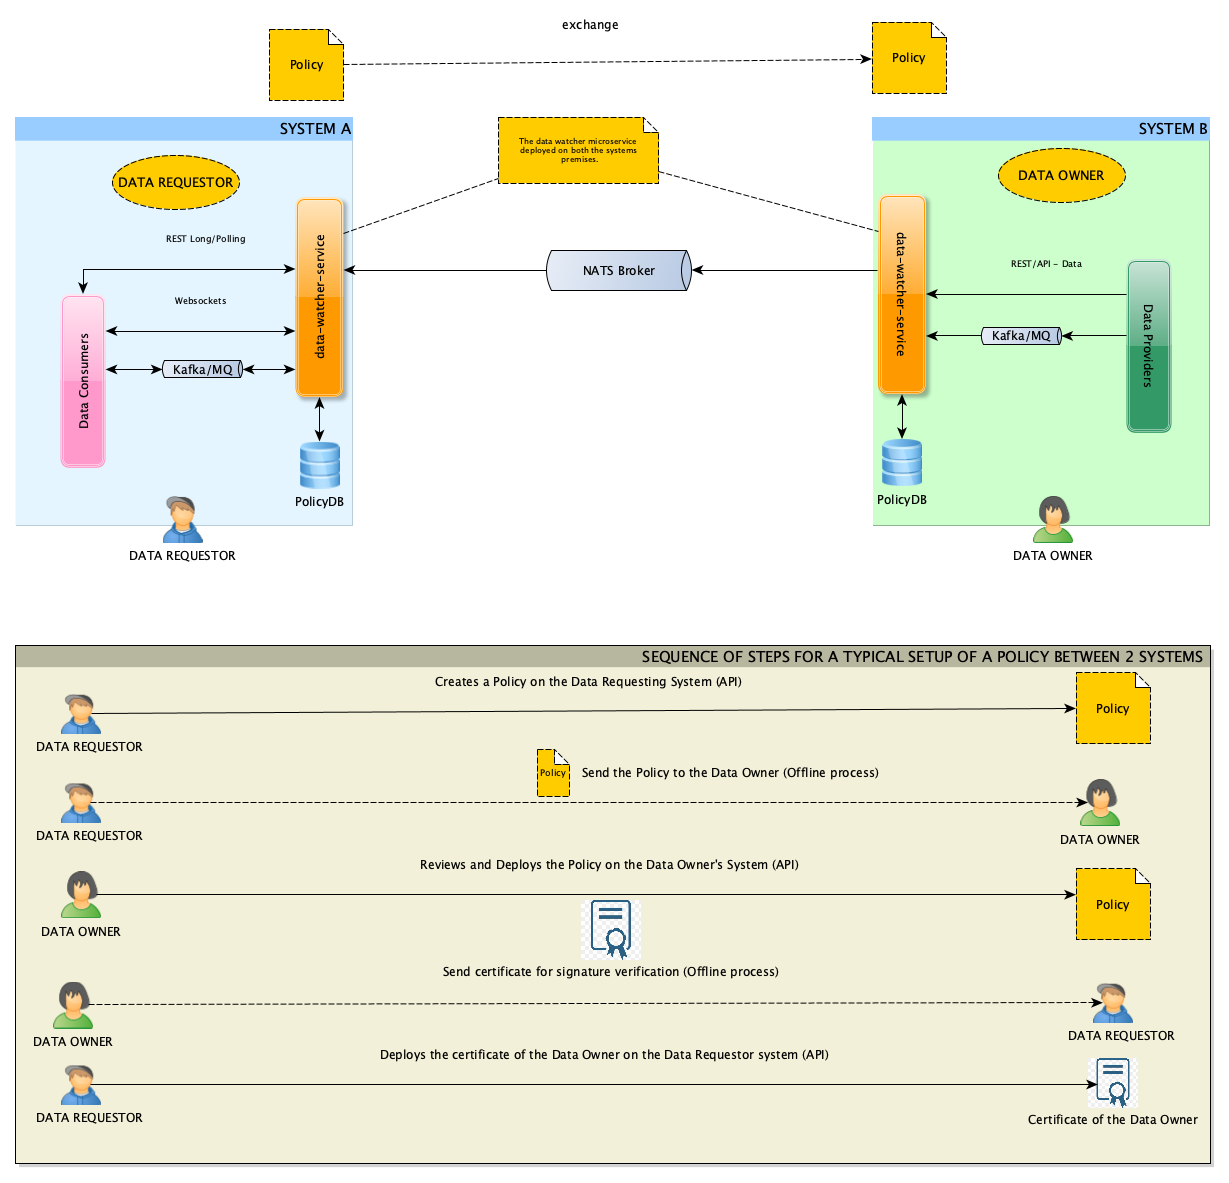 exchange
Policy
Policy
SYSTEM A
SYSTEM B
The data watcher microservice
deployed on both the systems
premises.
DATA REQUESTOR
DATA OWNER
REST Long/Polling
data-watcher-service
Websockets
Kafka/MQ
Data Consumers
PolicyDB
DATA REQUESTOR
NATS Broker
data-watcher-service
REST/API - Data
Kafka/MQ
Data Providers
PolicyDB
DATA OWNER
SEQUENCE OF STEPS FOR A TYPICAL SETUP OF A POLICY BETWEEN 2 SYSTEMS
Creates a Policy on the Data Requesting System (API)
DATA REQUESTOR
Policy
Policy
Send the Policy to the Data Owner (Offline process)
DATA REQUESTOR
DATA OWNER
Reviews and Deploys the Policy on the Data Owner's System (API)
DATA OWNER
Policy
Send certificate for signature verification (Offline process)
DATA OWNER
DATA REQUESTOR
Deploys the certificate of the Data Owner on the Data Requestor system (API)
DATA REQUESTOR
Certificate of the Data Owner